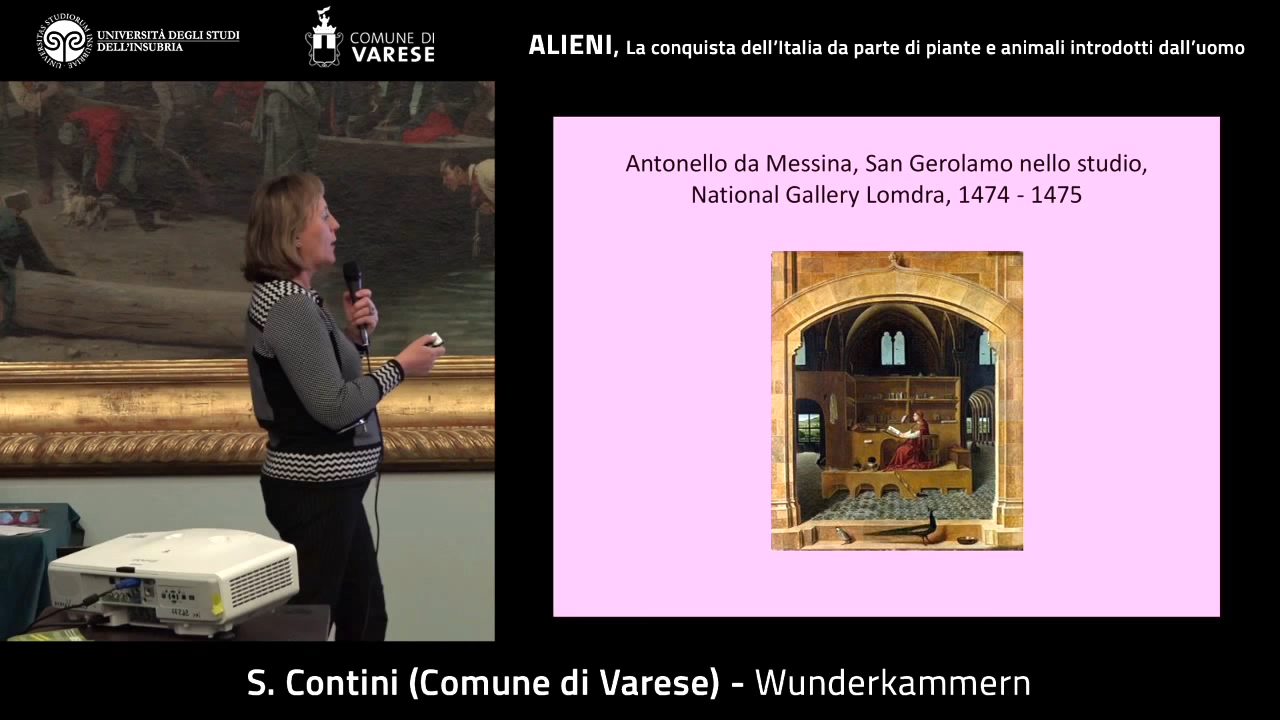 UNIVERSITÀ DEGLI STUDI
DELL'INSUBRIA
COMUNE DI
VARESE
ALIENI, La conquista dell'Italia da parte di piante e animali introdotti dall'uomo
Antonello da Messina, San Gerolamo nello studio,
National Gallery Lomdra, 1474 - 1475
S. Contini (Comune di Varese) - Wunderkammern